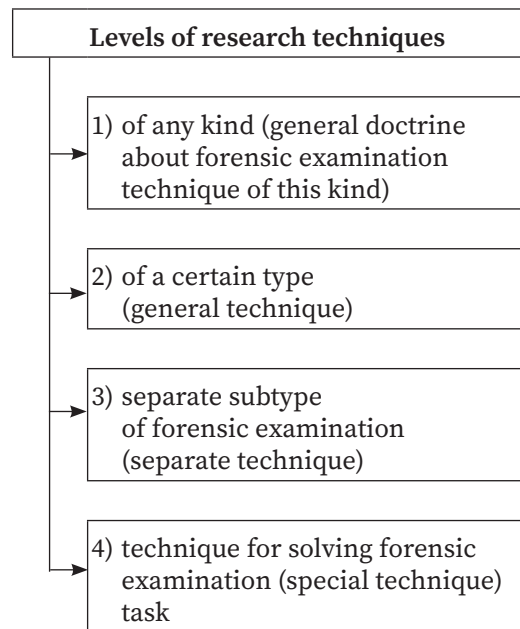 Levels of research techniques
1) of any kind (general doctrine
about forensic examination
technique of this kind)
2) of a certain type
(general technique)
3) separate subtype
of forensic examination
(separate technique)
4) technique for solving forensic
examination (special technique)
task